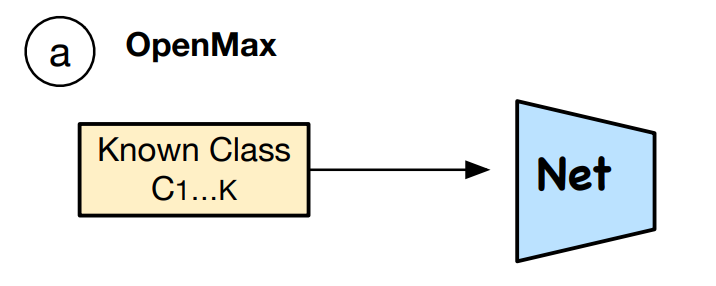 a
OpenMax
Known Class
C1...K
Net